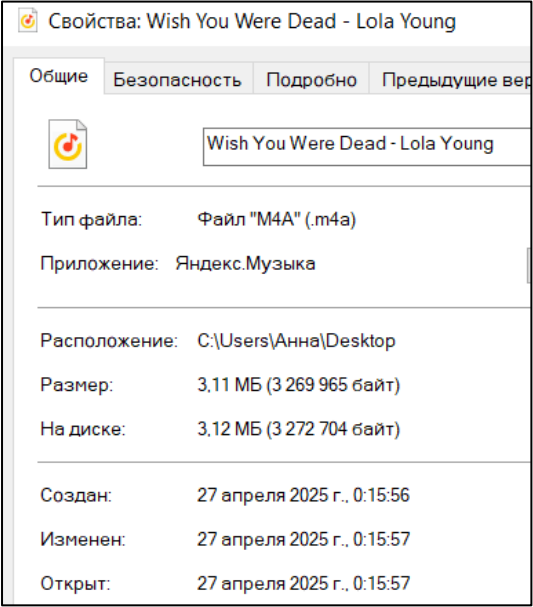 Свойства: Wish You Were Dead - Lola Young
Общие Безопасность Подробно Предыдущие вер
Wish You Were Dead - Lola Young
Тип файла: Файл "M4A" (.m4a)
Приложение: Яндекс.Музыка
Расположение: C:\Users\Анна\Desktop
Размер: 3,11 МБ (3 269 965 байт)
На диске: 3,12 МБ (3 272 704 байт)
Создан: 27 апреля 2025 г., 0:15:56
Изменен: 27 апреля 2025 г., 0:15:57
Открыт: 27 апреля 2025 г., 0:15:57